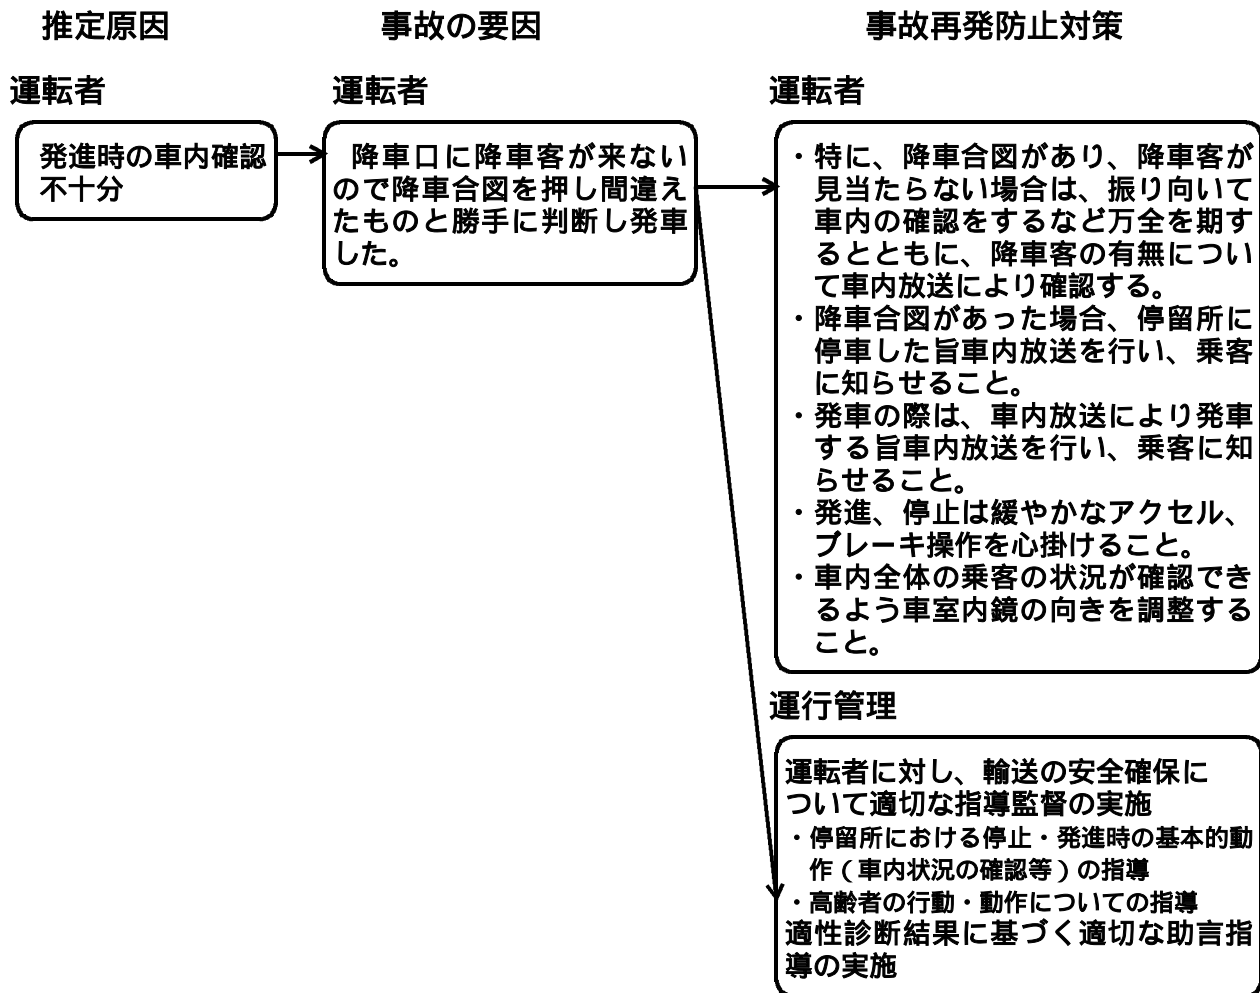 推定原因
事故の要因
事故再発防止対策
運転者
発進時の車内確認
不十分
運転者
降車口に降車客が来ない
ので降車合図を押し間違え
たものと勝手に判断し発車
した。
運転者
・特に、降車合図があり、降車客が
見当たらない場合は、振り向いて
車内の確認をするなど万全を期す
るとともに、降車客の有無につい
て車内放送により確認する。
・降車合図があった場合、停留所に
停車した旨車内放送を行い、乗客
に知らせること。
・発車の際は、車内放送により発車
する旨車内放送を行い、乗客に知
らせること。
・発進、停止は緩やかなアクセル、
ブレーキ操作を心掛けること。
・車内全体の乗客の状況が確認でき
るよう車室内鏡の向きを調整する
こと。
運行管理
運転者に対し、輸送の安全確保に
ついて適切な指導監督の実施
・停留所における停止・発進時の基本的動
作(車内状況の確認等)の指導
・高齢者の行動・動作についての指導
適性診断結果に基づく適切な助言指
導の実施